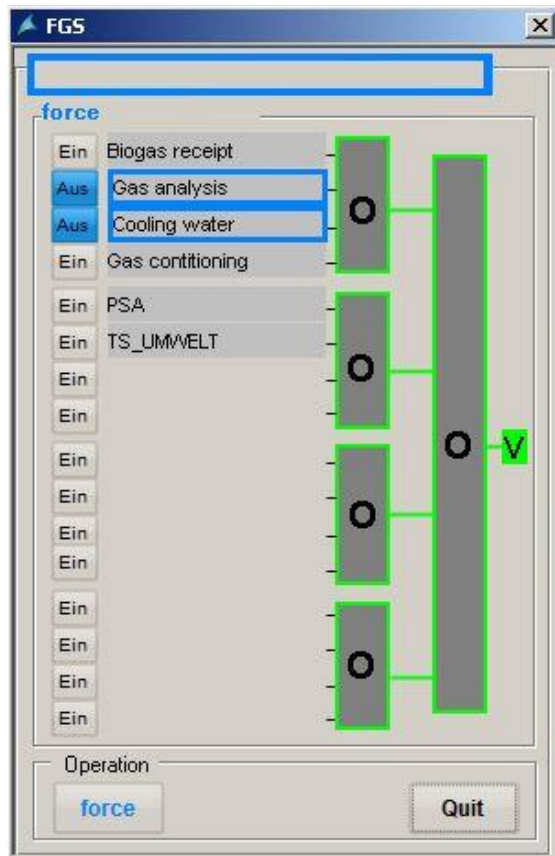 FGS
force
Ein Biogas receipt
Aus Gas analysis
Aus Cooling water
Ein Gas contitioning
Ein PSA
Ein TS_UMWELT
Ein
Ein
Ein
Ein
Ein
Ein
Ein
Ein
Ein
Ein
O
O
O
O
O
V
Operation
force
Quit